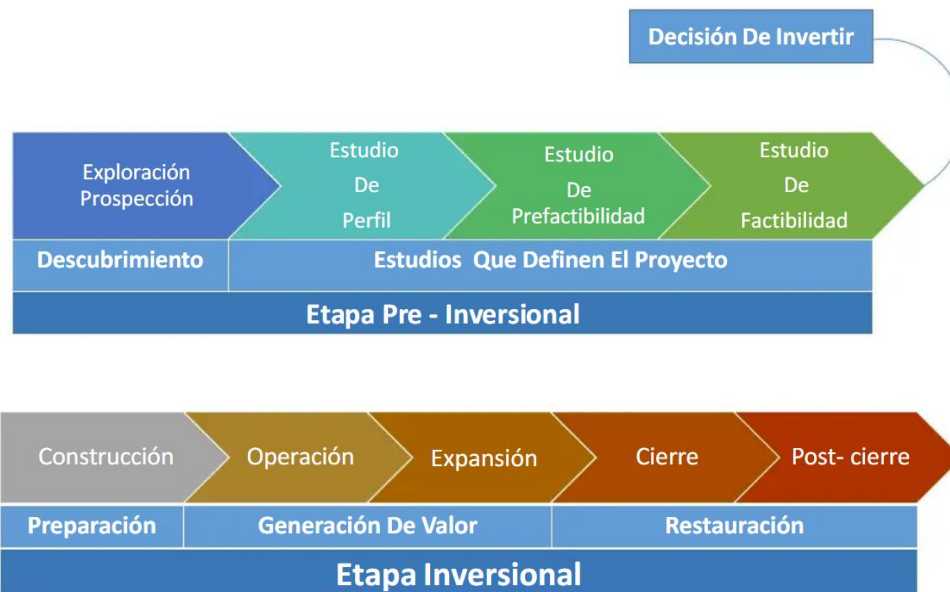 Decisión De Invertir
Exploración
Prospección
Estudio
De
Perfil
Estudio
De
Prefactibilidad
Estudio
De
Factibilidad
Descubrimiento
Estudios Que Definen El Proyecto
Etapa Pre - Inversional
Construcción
Operación
Expansión
Cierre
Post- cierre
Preparación
Generación De Valor
Restauración
Etapa Inversional